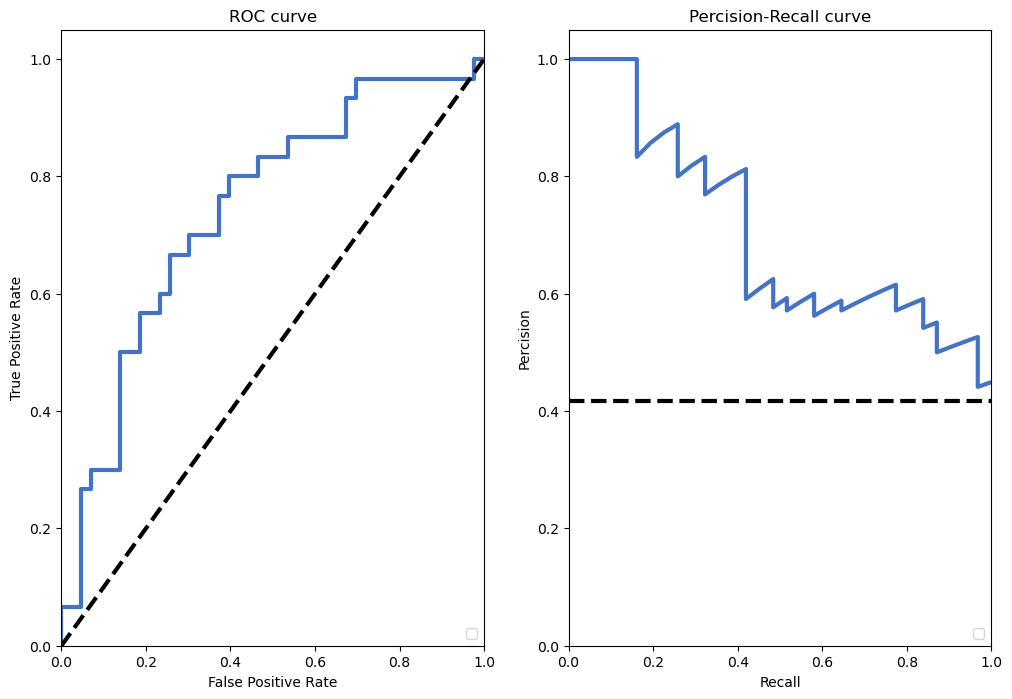 ROC curve
True Positive Rate
1.0
0.8
0.6
0.4
0.2
0.0
0.0 0.2 0.4 0.6 0.8 1.0
False Positive Rate
Percision-Recall curve
Percision
1.0
0.8
0.6
0.4
0.2
0.0
0.0 0.2 0.4 0.6 0.8 1.0
Recall